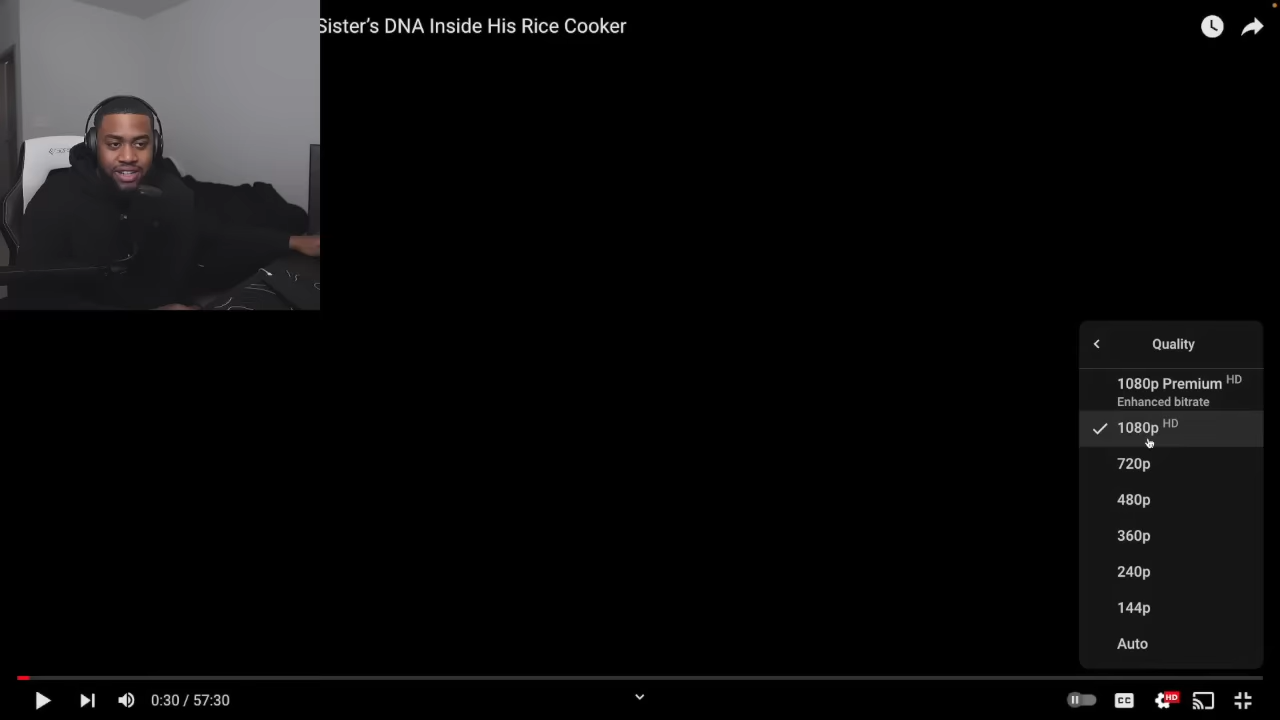 Sister’s DNA Inside His Rice Cooker
Quality
1080p Premium HD
Enhanced bitrate
1080p HD
720p
480p
360p
240p
144p
Auto
0:30 / 57:30
CC
HD